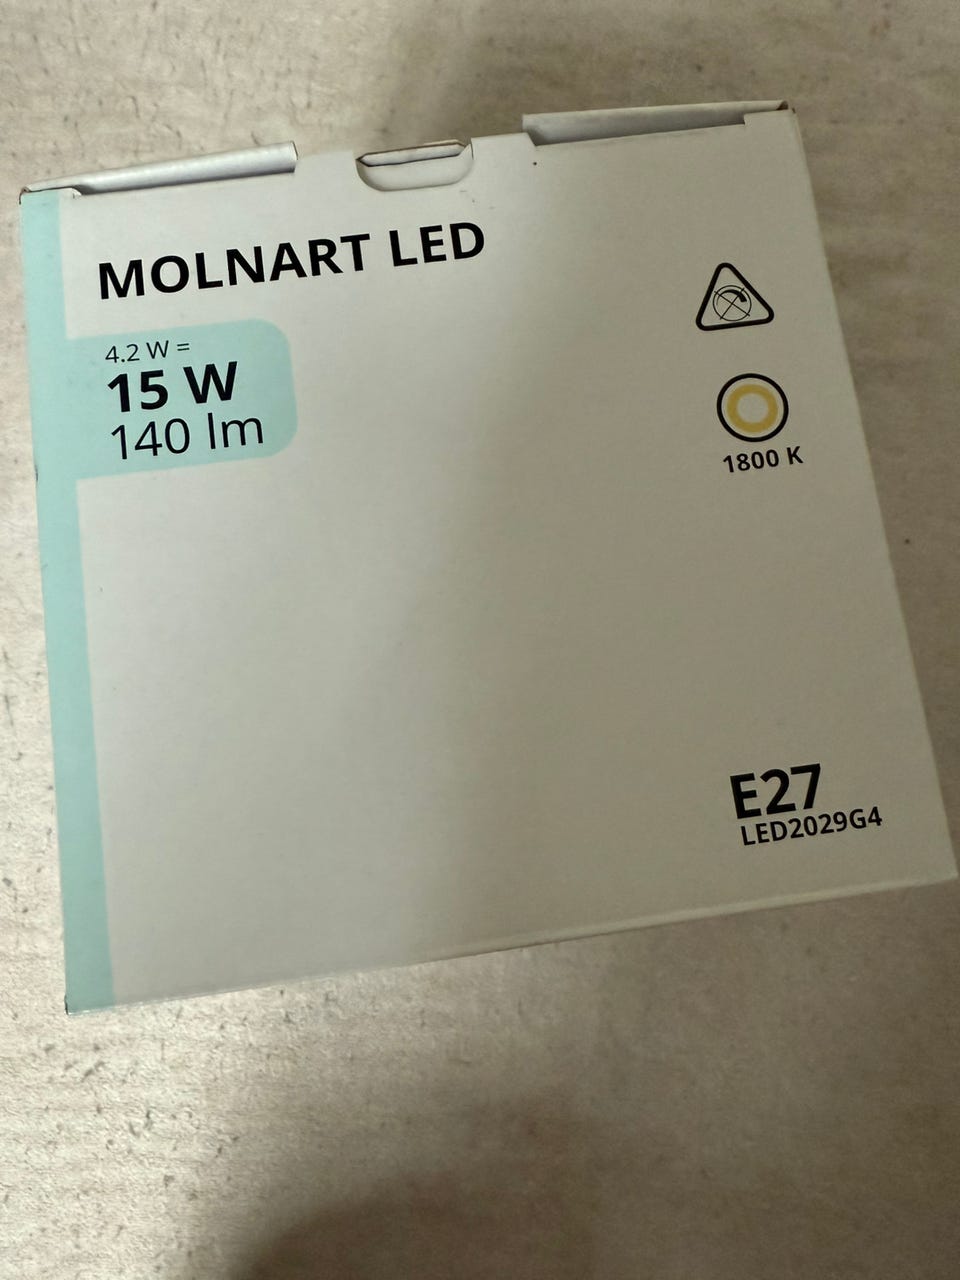 MOLNART LED
4.2 W =
15 W
140 lm
1800 K
E27
LED2029G4